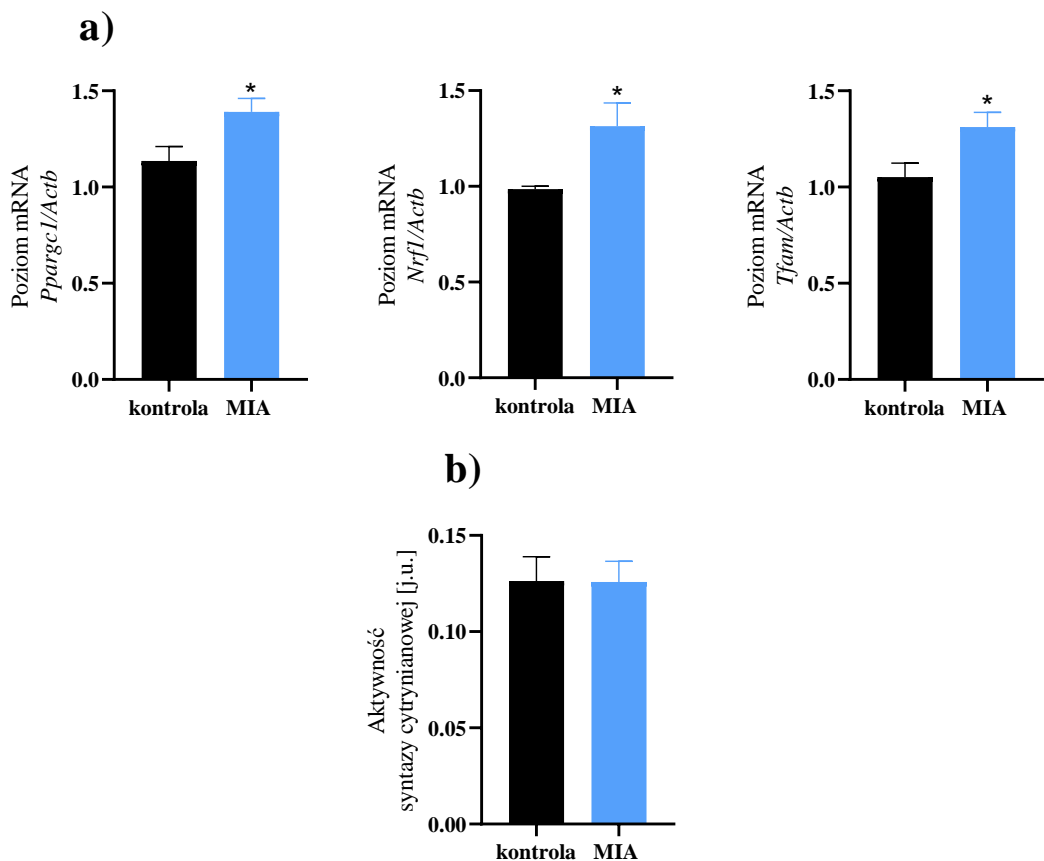 a)
Poziom mRNA
Ppargc1/Actb
1.5
1.0
0.5
0.0
*
kontrola MIA
Poziom mRNA
Nrf1/Actb
1.5
1.0
0.5
0.0
*
kontrola MIA
Poziom mRNA
Tfam/Actb
1.5
1.0
0.5
0.0
*
kontrola MIA
b)
Aktywność
syntazy cytrynianowej [j.u.]
0.15
0.10
0.05
0.00
kontrola MIA